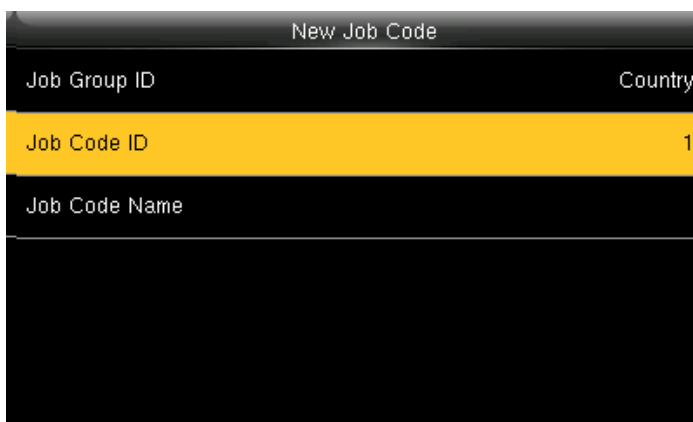 New Job Code
Job Group ID Country
Job Code ID 1
Job Code Name